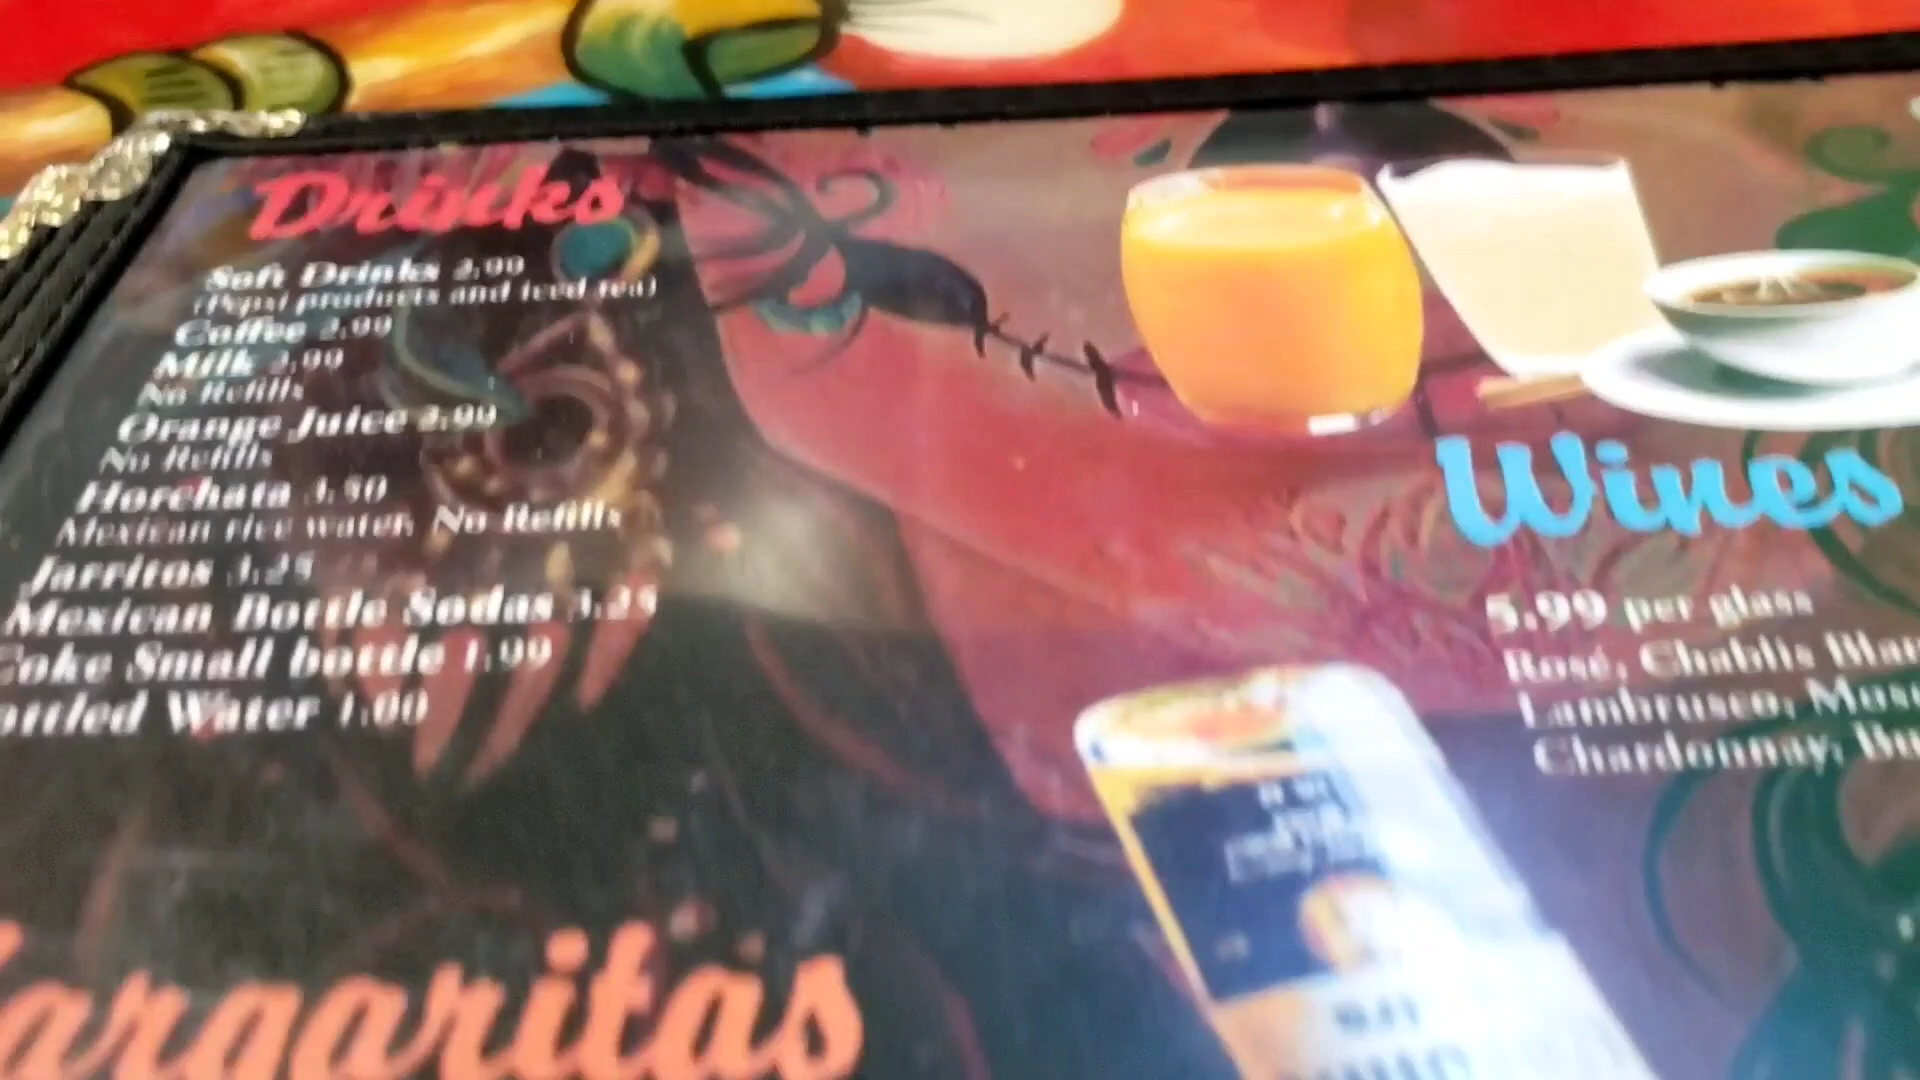 Drinks
Soft Drinks 2.99
(Pepsi products and iced tea)
Coffee 2.99
Milk 2.99
No Refills
Orange Juice 2.99
No Refills
Horchata 3.50
Mexican rice water, No Refills
Jarritos 3.25
Mexican Bottle Sodas 3.25
Coke Small bottle 1.99
ottled Water 1.00
argaritas
Wines
5.99 per glass
Rosé, Chablis Blan
Lambrusco, Mosc
Chardonnay, Bu